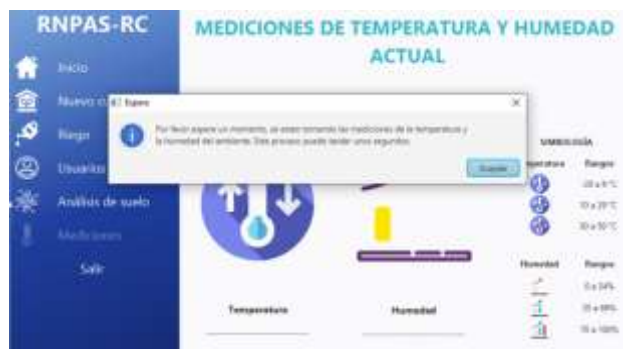 RNPAS-RC
Inicio
Nuevo
Riego
Usuarios
Análisis de suelo
Mediciones
Salir
MEDICIONES DE TEMPERATURA Y HUMEDAD
ACTUAL
Espere
Por favor espere un momento, se están tomando las mediciones de la temperatura y
la humedad del ambiente. Este proceso puede tardar unos segundos.
Aceptar
SIMBOLOGÍA
Rangos
Humedad Rangos
Temperatura
Humedad